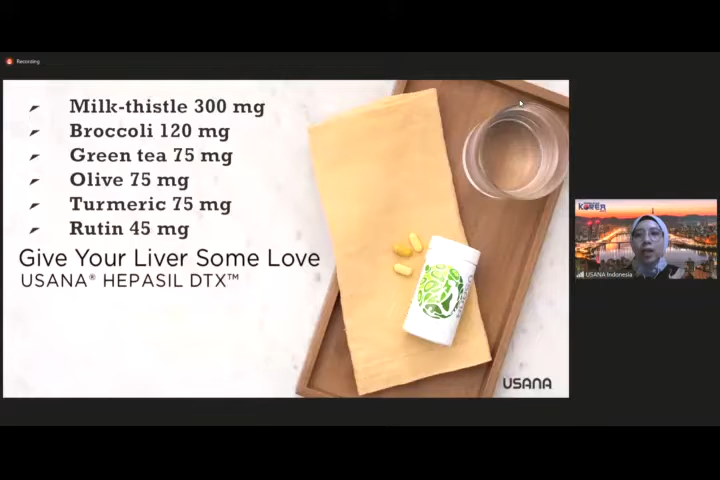 Recording
Milk-thistle 300 mg
Broccoli 120 mg
Green tea 75 mg
Olive 75 mg
Turmeric 75 mg
Rutin 45 mg
Give Your Liver Some Love
USANA® HEPASIL DTX™
USANA
KOREA
USANA Indonesia